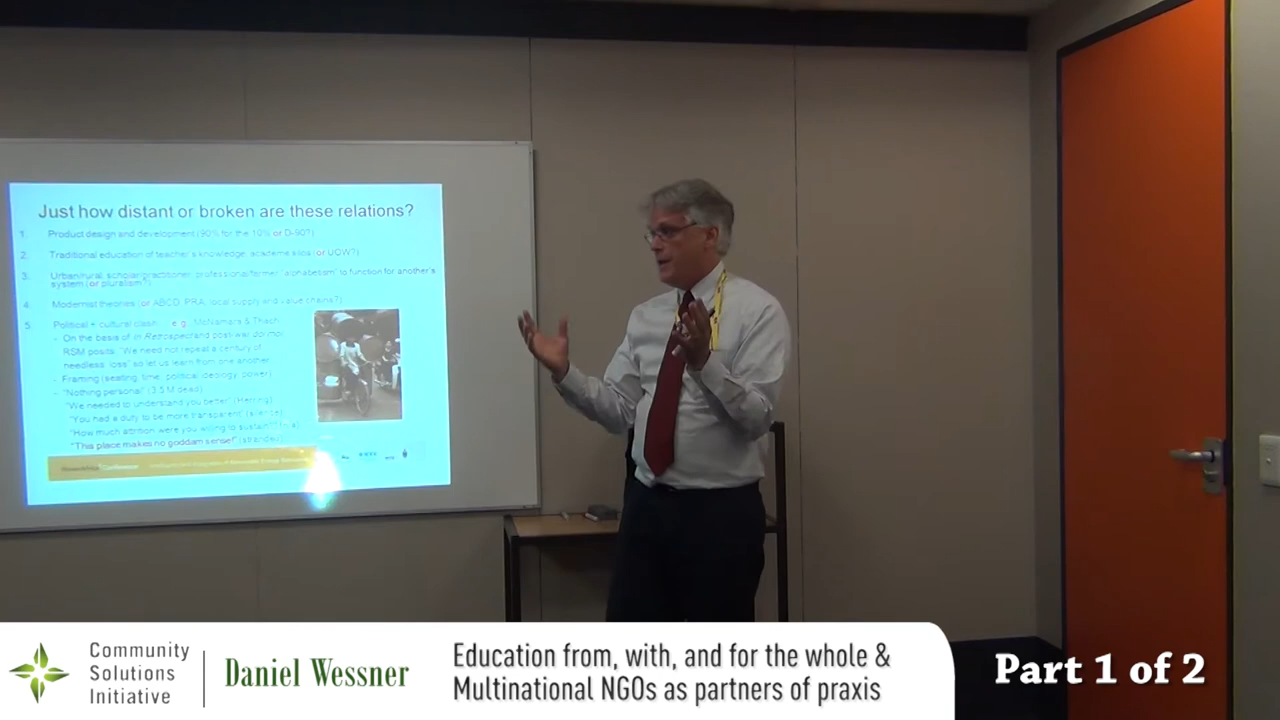 Just how distant or broken are these relations?
1. Product design and development (90% for the 10% or D-90?)
2. Traditional education of teacher's knowledge, academe silos (or UGW?)
3. Urban/rural, scholar/practitioner, professional/farmer, "alphabetism" to function for another's
system (or pluralism?)
4. Modernist theories (or ABCD, PRA, local supply and value chains?)
5. Political + cultural clash e.g., McNamara & Thach
- On the basis of In Retrospect and post-war doi moi
RSM posits, "We need not repeat a century of
needless loss" so let us learn from one another
- Framing (seating, time, political ideology, power)
- "Nothing personal" (3.5 M dead)
"We needed to understand you better" (Herring)
"You had a duty to be more transparent" (silence)
"How much attrition were you willing to sustain?"
"This place makes no goddam sense!" (stranded)
Conference
Community
Solutions
Initiative
Daniel Wessner
Education from, with, and for the whole &
Multinational NGOs as partners of praxis
Part 1 of 2